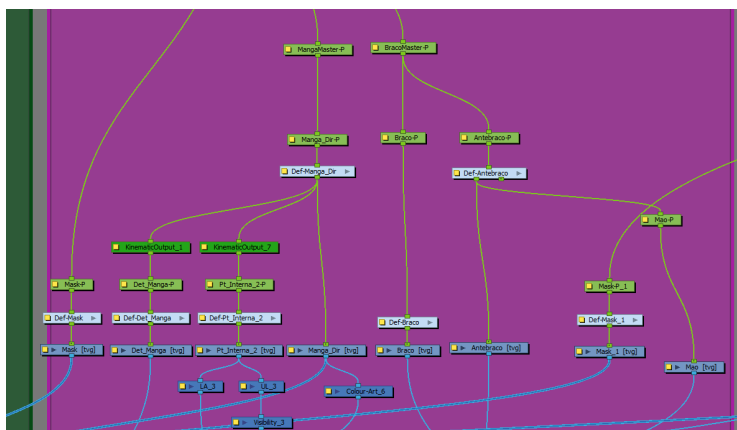 MangaMaster-P
BracoMaster-P
Manga_Dir-P
Braco-P
Antebraco-P
Def-Manga_Dir
Def-Antebraco
Mao-P
KinematicOutput_1
KinematicOutput_7
Mask-P
Det_Manga-P
Pt_Interna_2-P
Mask-P_1
Def-Mask
Def-Det_Manga
Def-Pt_Interna_2
Def-Braco
Def-Mask_1
Mask [tvg]
Det_Manga [tvg]
Pt_Interna_2 [tvg]
Manga_Dir [tvg]
Braco [tvg]
Antebraco [tvg]
Mask_1 [tvg]
Mao [tvg]
LA_3
UL_3
Colour-Art_6
Visibility_3